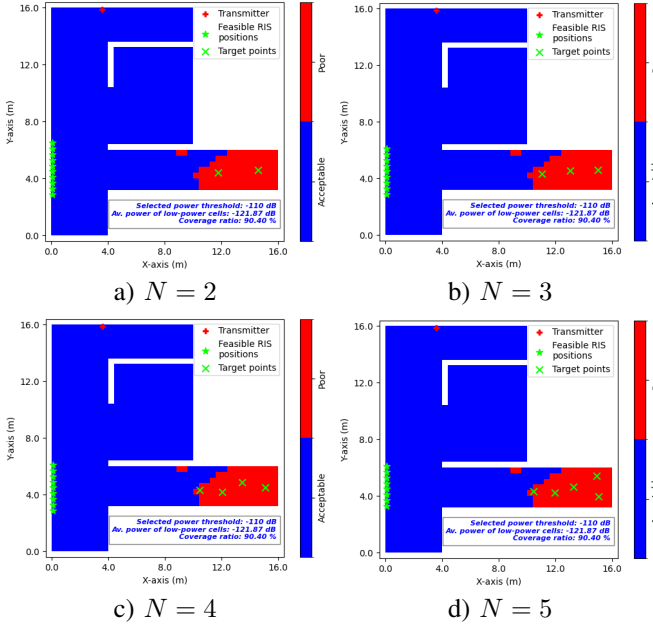 16.0
12.0
8.0
4.0
0.0
Y-axis (m)
0.0 4.0 8.0 12.0 16.0
X-axis (m)
Transmitter
Feasible RIS
positions
Target points
Selected power threshold: -110 dB
Av. power of low-power cells: -121.87 dB
Coverage ratio: 90.40 %
Poor
Acceptable
a) N = 2
16.0
12.0
8.0
4.0
0.0
Y-axis (m)
0.0 4.0 8.0 12.0 16.0
X-axis (m)
Transmitter
Feasible RIS
positions
Target points
Selected power threshold: -110 dB
Av. power of low-power cells: -121.87 dB
Coverage ratio: 90.40 %
b) N = 3
16.0
12.0
8.0
4.0
0.0
Y-axis (m)
0.0 4.0 8.0 12.0 16.0
X-axis (m)
Transmitter
Feasible RIS
positions
Target points
Selected power threshold: -110 dB
Av. power of low-power cells: -121.87 dB
Coverage ratio: 90.40 %
Poor
Acceptable
c) N = 4
16.0
12.0
8.0
4.0
0.0
Y-axis (m)
0.0 4.0 8.0 12.0 16.0
X-axis (m)
Transmitter
Feasible RIS
positions
Target points
Selected power threshold: -110 dB
Av. power of low-power cells: -121.87 dB
Coverage ratio: 90.40 %
d) N = 5